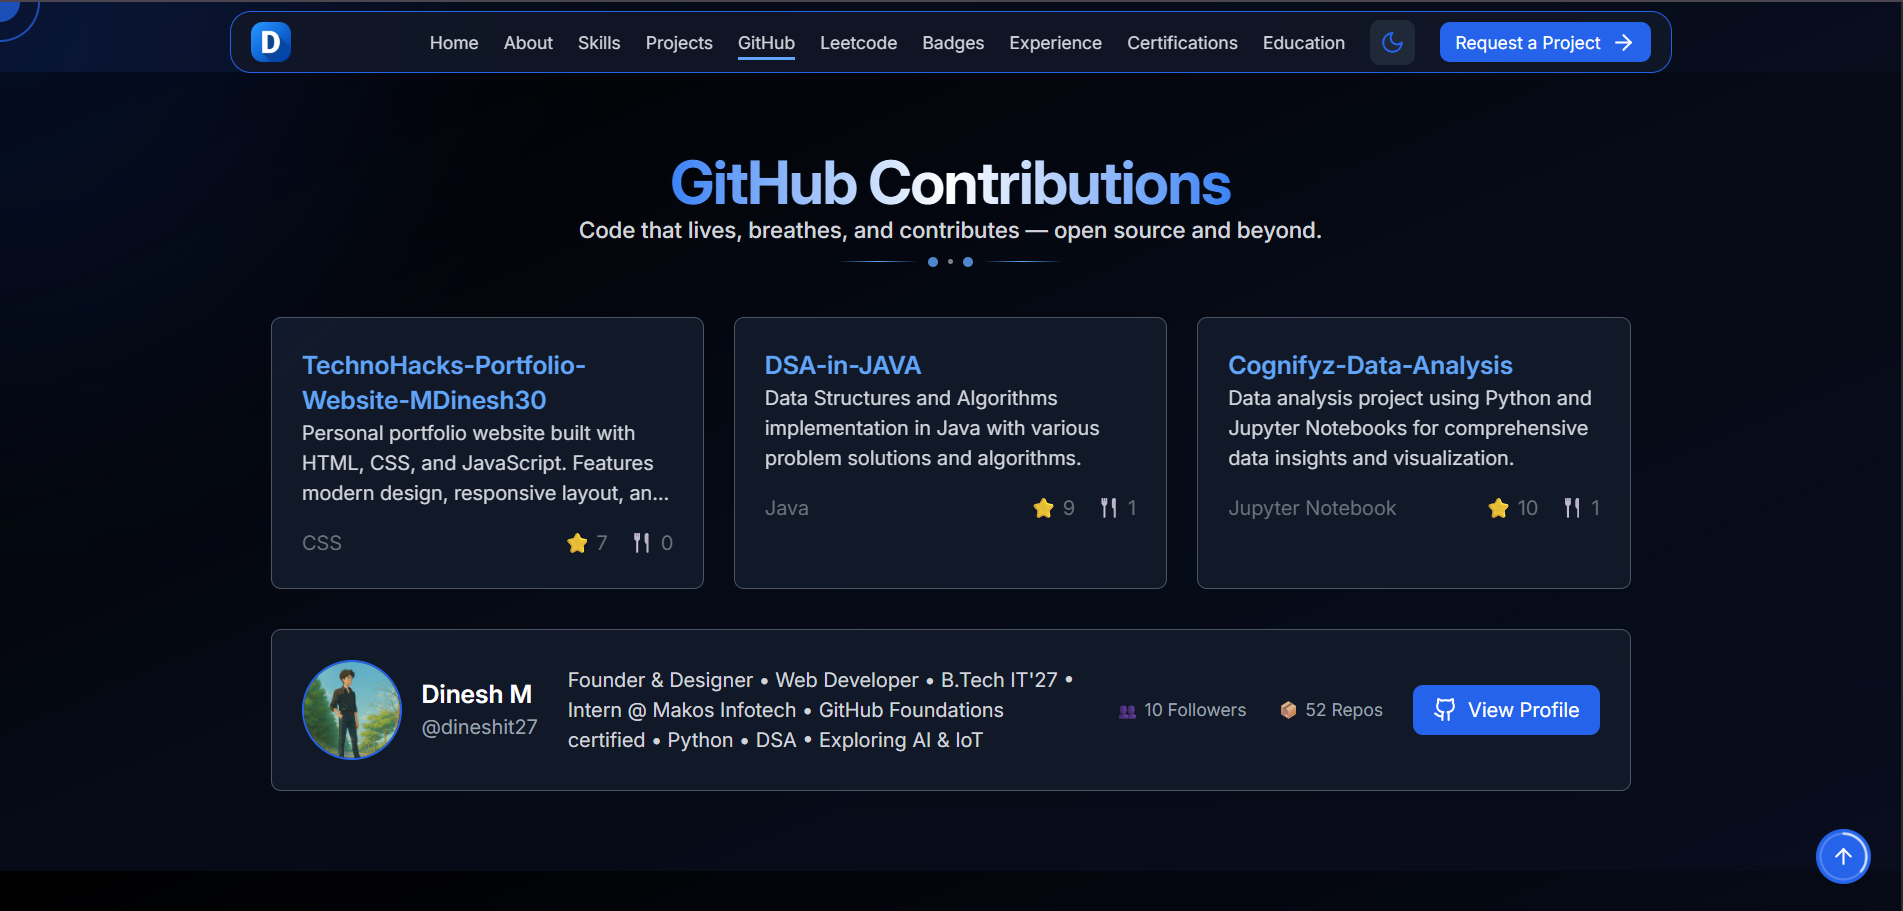 D
Home About Skills Projects GitHub Leetcode Badges Experience Certifications Education Request a Project
GitHub Contributions
Code that lives, breathes, and contributes — open source and beyond.
TechnoHacks-Portfolio-
Website-MDinesh30
Personal portfolio website built with
HTML, CSS, and JavaScript. Features
modern design, responsive layout, an...
CSS 7 0
DSA-in-JAVA
Data Structures and Algorithms
implementation in Java with various
problem solutions and algorithms.
Java 9 1
Cognifyz-Data-Analysis
Data analysis project using Python and
Jupyter Notebooks for comprehensive
data insights and visualization.
Jupyter Notebook 10 1
Dinesh M
@dineshit27
Founder & Designer • Web Developer • B.Tech IT'27 •
Intern @ Makos Infotech • GitHub Foundations
certified • Python • DSA • Exploring AI & IoT
10 Followers
52 Repos
View Profile